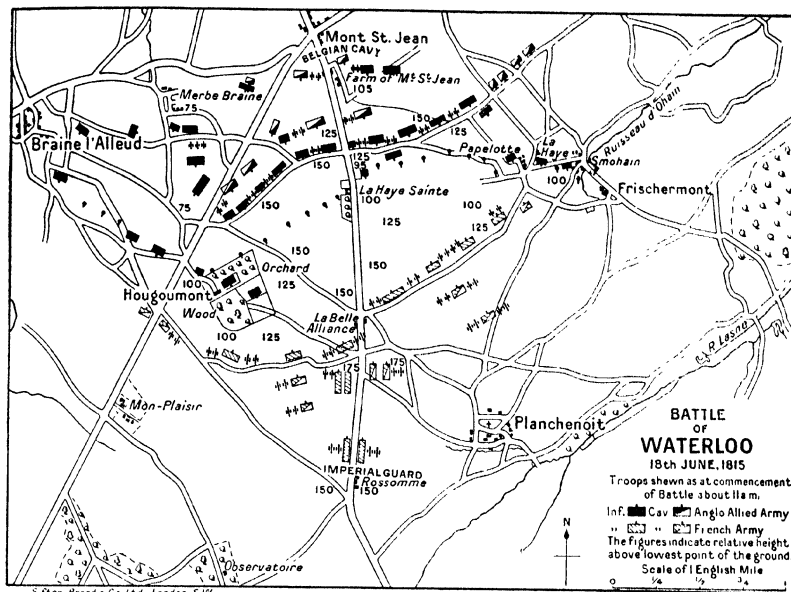 Mont St. Jean
BELGIAN CAVY
Farm of Mt St Jean
105
Merbe Braine
75
Braine l'Alleud
150
125
125
125
150
150
125
95
Papelotte
La
Haye
Smohain
Ruisseau d'Ohain
100
Frischermont
La Haye Sainte
100
75
150
125
100
125
150
150
Orchard
100
125
Hougoumont
Wood
150
La Belle
Alliance
100
125
175
175
R. Lasne
Mon-Plaisir
Planchenoit
IMPERIAL GUARD
Rossomme
150
150
Observatoire
BATTLE
OF
WATERLOO
18th JUNE, 1815
Troops shewn as at commencement
of Battle about 11 a.m.
Inf. Cav Anglo Allied Army
" " French Army
The figures indicate relative height
above lowest point of the ground
Scale of 1 English Mile
0 1/4 1/2 3/4 1
N
London, S.W.